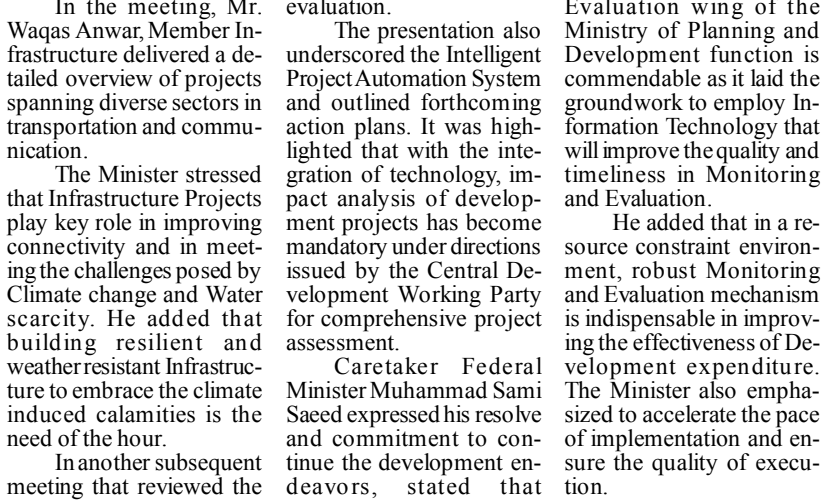 In the meeting, Mr.
Waqas Anwar, Member In-
frastructure delivered a de-
tailed overview of projects
spanning diverse sectors in
transportation and commu-
nication.
The Minister stressed
that Infrastructure Projects
play key role in improving
connectivity and in meet-
ing the challenges posed by
Climate change and Water
scarcity. He added that
building resilient and
weather resistant Infrastruc-
ture to embrace the climate
induced calamities is the
need of the hour.
In another subsequent
meeting that reviewed the
evaluation.
The presentation also
underscored the Intelligent
Project Automation System
and outlined forthcoming
action plans. It was high-
lighted that with the inte-
gration of technology, im-
pact analysis of develop-
ment projects has become
mandatory under directions
issued by the Central De-
velopment Working Party
for comprehensive project
assessment.
Caretaker Federal
Minister Muhammad Sami
Saeed expressed his resolve
and commitment to con-
tinue the development en-
deavors, stated that
Evaluation wing of the
Ministry of Planning and
Development function is
commendable as it laid the
groundwork to employ In-
formation Technology that
will improve the quality and
timeliness in Monitoring
and Evaluation.
He added that in a re-
source constraint environ-
ment, robust Monitoring
and Evaluation mechanism
is indispensable in improv-
ing the effectiveness of De-
velopment expenditure.
The Minister also empha-
sized to accelerate the pace
of implementation and en-
sure the quality of execu-
tion.